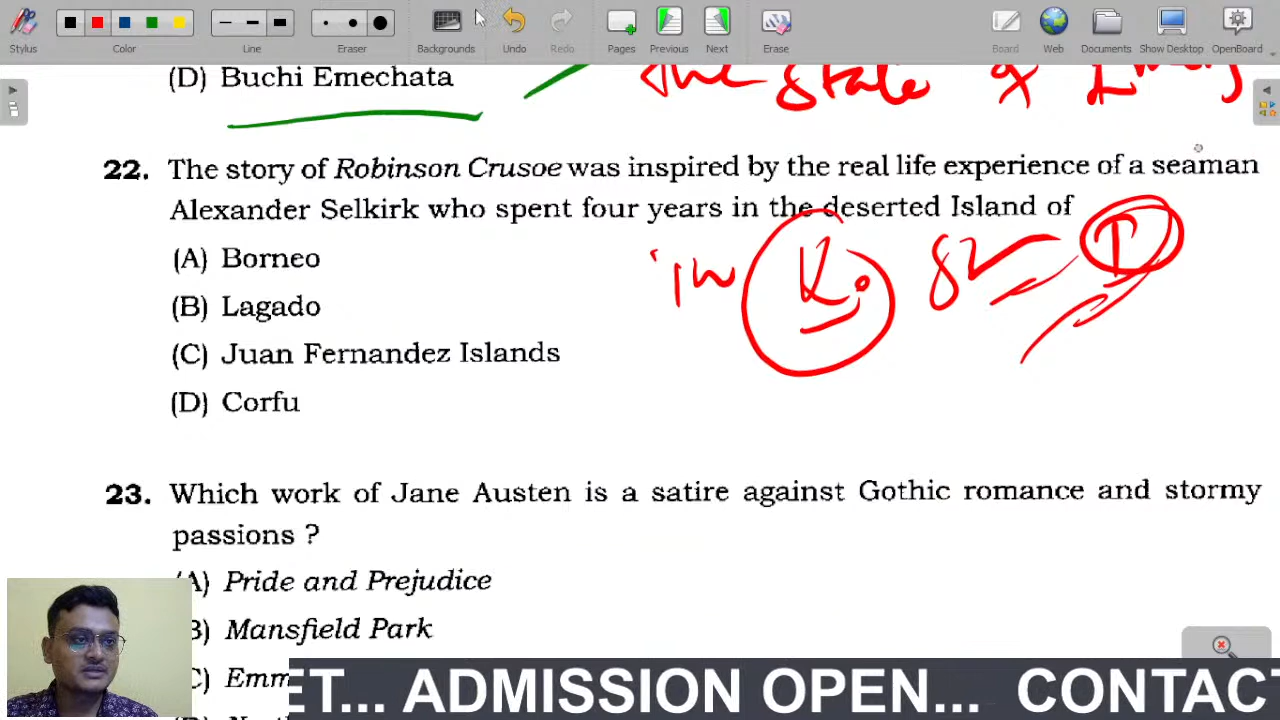 Stylus
Color
Line
Eraser
Backgrounds
Undo
Redo
Pages
Previous
Next
Erase
Board
Web
Documents
Show Desktop
OpenBoard
(D) Buchi Emechata
the State &
22. The story of Robinson Crusoe was inspired by the real life experience of a seaman
Alexander Selkirk who spent four years in the deserted Island of
(A) Borneo
(B) Lagado
(C) Juan Fernandez Islands
(D) Corfu
23. Which work of Jane Austen is a satire against Gothic romance and stormy
passions ?
(A) Pride and Prejudice
B) Mansfield Park
C) Emm
ET... ADMISSION OPEN... CONTACT